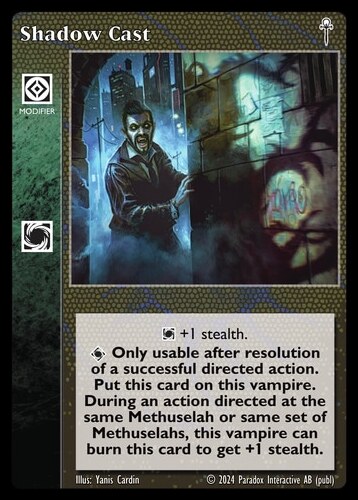 Shadow Cast
MODIFIER
+1 stealth.
Only usable after resolution
of a successful directed action.
Put this card on this vampire.
During an action directed at the
same Methuselah or same set of
Methuselahs, this vampire can
burn this card to get +1 stealth.
Illus: Yanis Cardin © 2024 Paradox Interactive AB (publ)